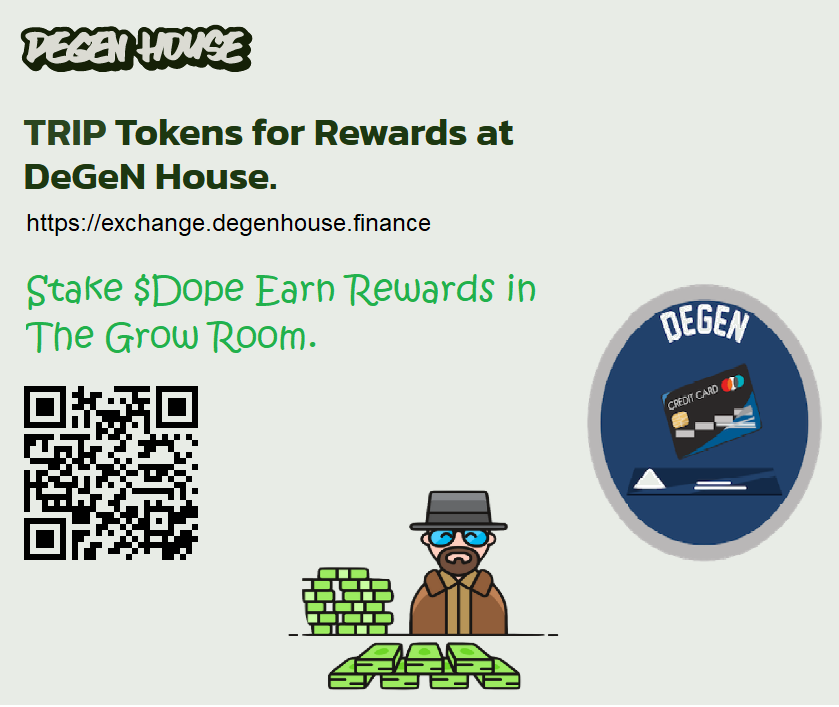 DEGEN HOUSE
TRIP Tokens for Rewards at
DeGeN House.
https://exchange.degenhouse.finance
Stake $Dope Earn Rewards in
The Grow Room.
DEGEN
CREDIT CARD